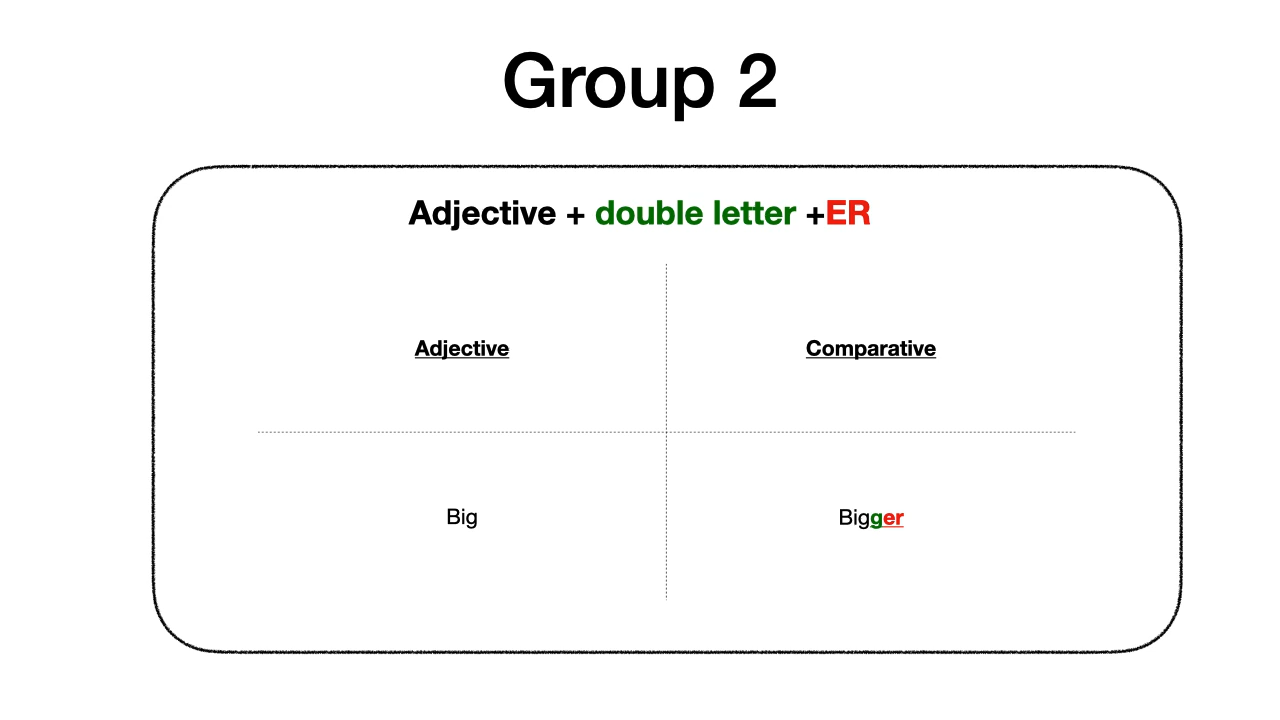 Group 2
Adjective + double letter +ER
Adjective Comparative
Big Bigger